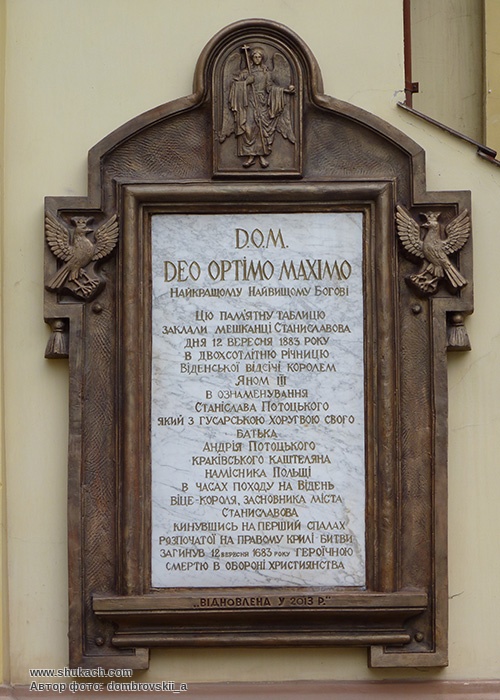 D.O.M.
DEO OPTIMO MAXIMO
Найкращому Найвищому Богові
Цю пам'ятну таблицю
заклали мешканці Станиславова
дня 12 вересня 1883 року
в двохсотлітню річницю
Віденської відсічі королем
Яном III
в ознаменування
Станіслава Потоцького
який з гусарською хоругвою свого
батька
Андрія Потоцького
краківського каштеляна
намісника Польщі
в часах походу на Відень
віце-короля, засновника міста
Станиславова
кинувшись на перший спалах
розпочатої на правому крилі битви
загинув 12 вересня 1683 року героїчною
смертю в обороні християнства
„Відновлена у 2013 р."
www.shukach.com
Автор фото: dombrovskii_a